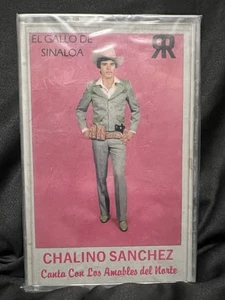 EL GALLO DE
SINALOA
RR
CHALINO SANCHEZ
Canta Con Los Amables del Norte